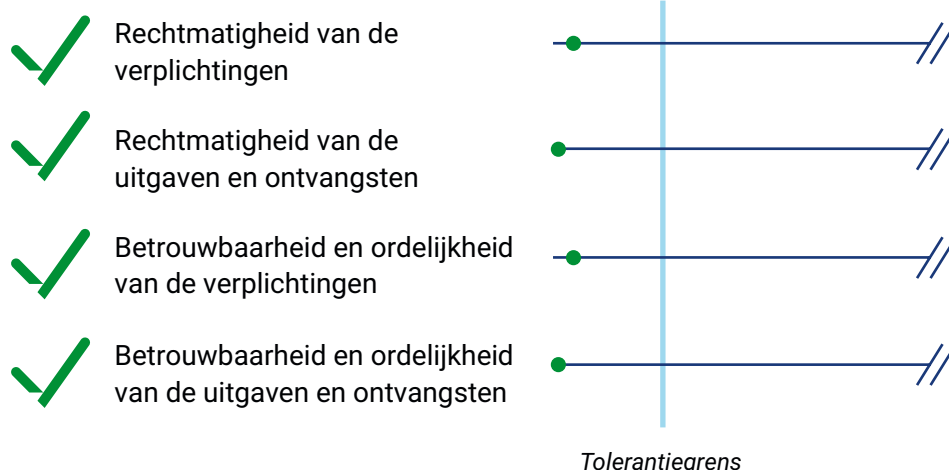 Rechtmatigheid van de
verplichtingen
Rechtmatigheid van de
uitgaven en ontvangsten
Betrouwbaarheid en ordelijkheid
van de verplichtingen
Betrouwbaarheid en ordelijkheid
van de uitgaven en ontvangsten
Tolerantiegrens